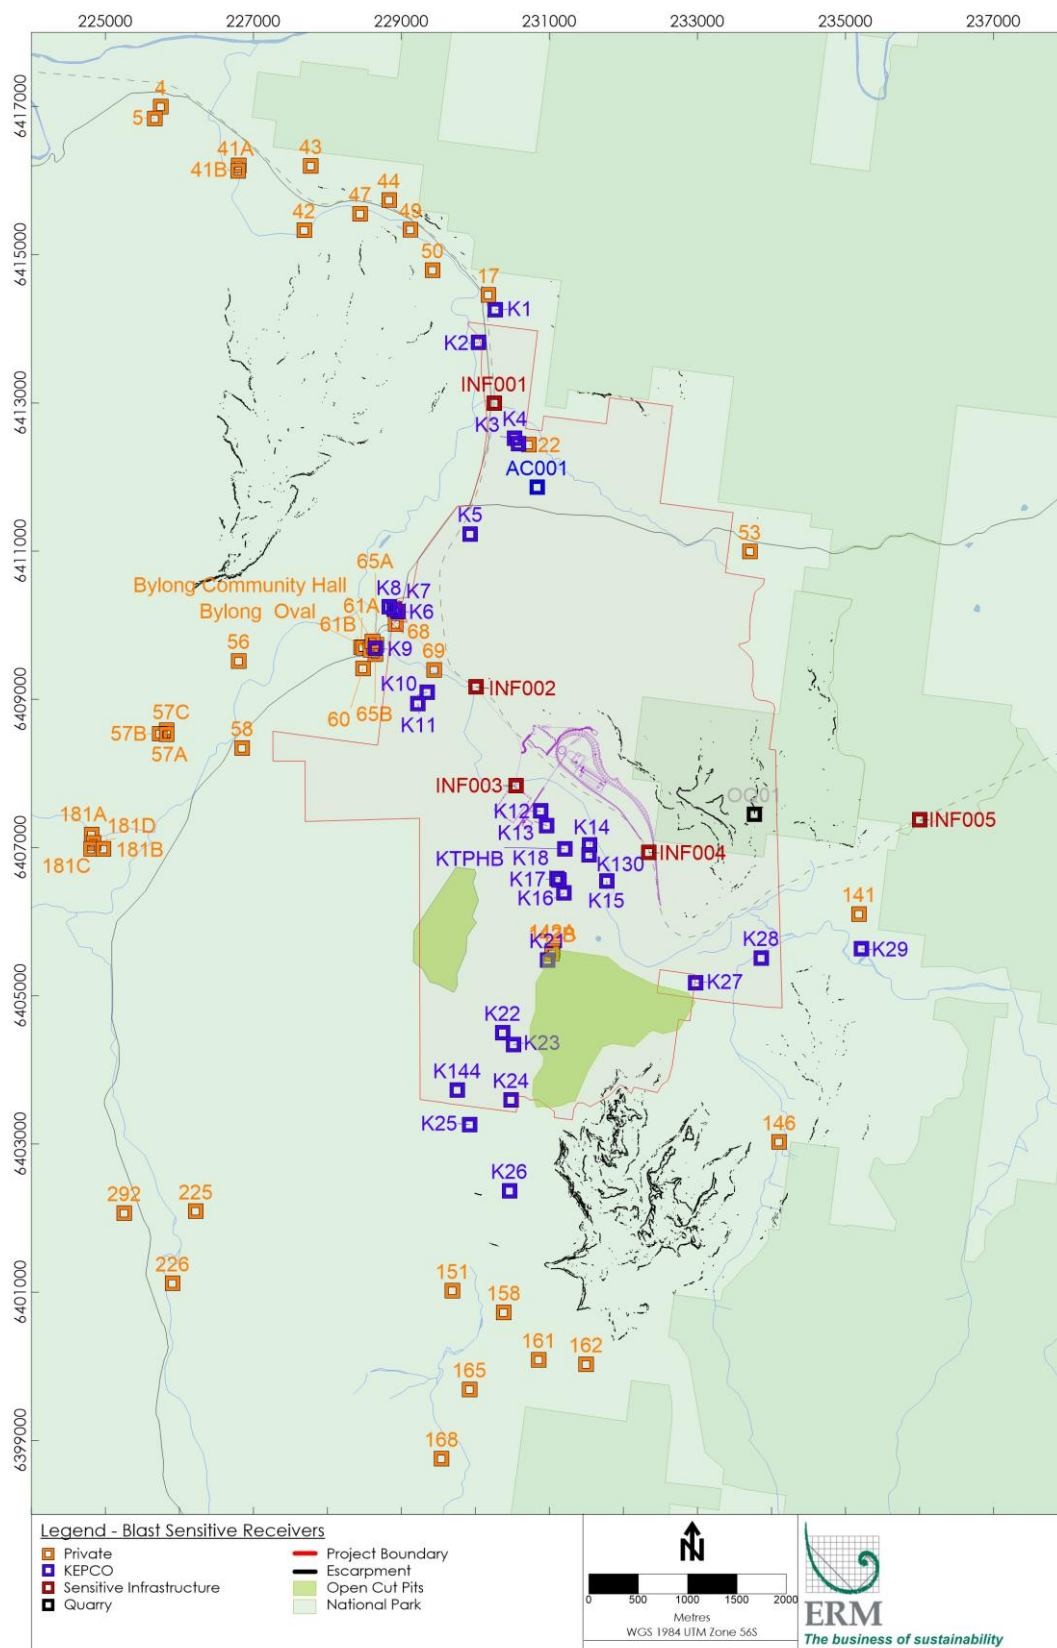 225000
227000
229000
231000
233000
235000
237000
6417000
6415000
6413000
6411000
6409000
6407000
6405000
6403000
6401000
6399000
4
5
41A
41B
43
44
47
42
49
50
17
K1
K2
INF001
K4
K3
22
AC001
K5
53
65A
Bylong Community Hall
K8
K7
Bylong Oval
61A
K6
61B
68
K9
56
69
K10
INF002
K11
60
65B
57C
57B
57A
58
INF003
OC01
INF005
K12
K13
181A
181D
181B
181C
K14
KTPHB
K18
K130
INF004
K17
K16
K15
141
K21
K28
K29
K27
K22
K23
K144
K24
K25
146
K26
292
225
226
151
158
161
162
165
168
Legend - Blast Sensitive Receivers
Private
KEPCO
Sensitive Infrastructure
Quarry
Project Boundary
Escarpment
Open Cut Pits
National Park
N
0 500 1000 1500 2000
Metres
WGS 1984 UTM Zone 56S
ERM
The business of sustainability